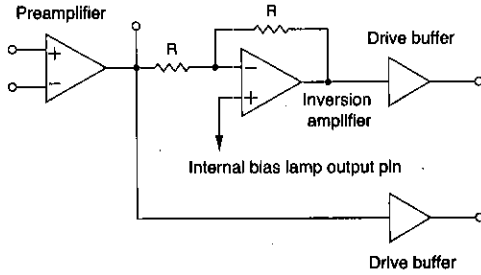 Preamplifier
R
R
Drive buffer
+
−
−
+
Inversion
amplifier
Internal bias lamp output pin
Drive buffer